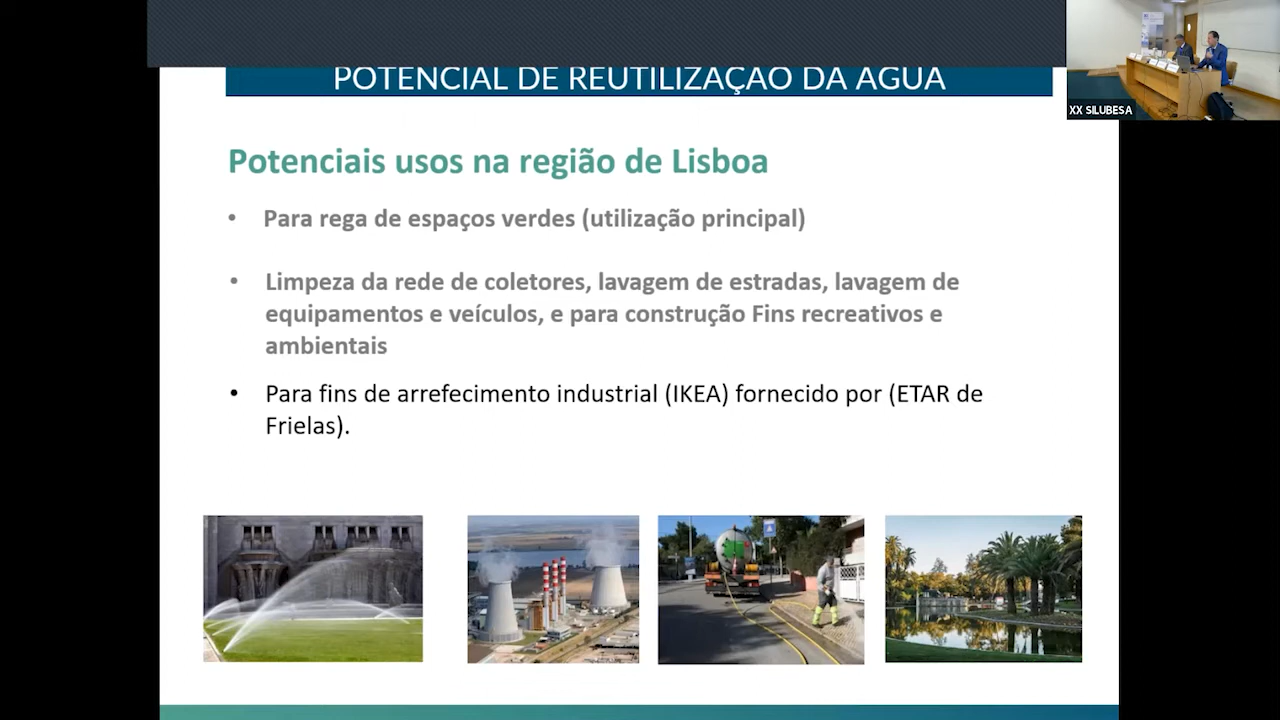 POTENCIAL DE REUTILIZAÇÃO DA ÁGUA
XX SILUBESA
Potenciais usos na região de Lisboa
• Para rega de espaços verdes (utilização principal)
• Limpeza da rede de coletores, lavagem de estradas, lavagem de
equipamentos e veículos, e para construção Fins recreativos e
ambientais
• Para fins de arrefecimento industrial (IKEA) fornecido por (ETAR de
Frielas).